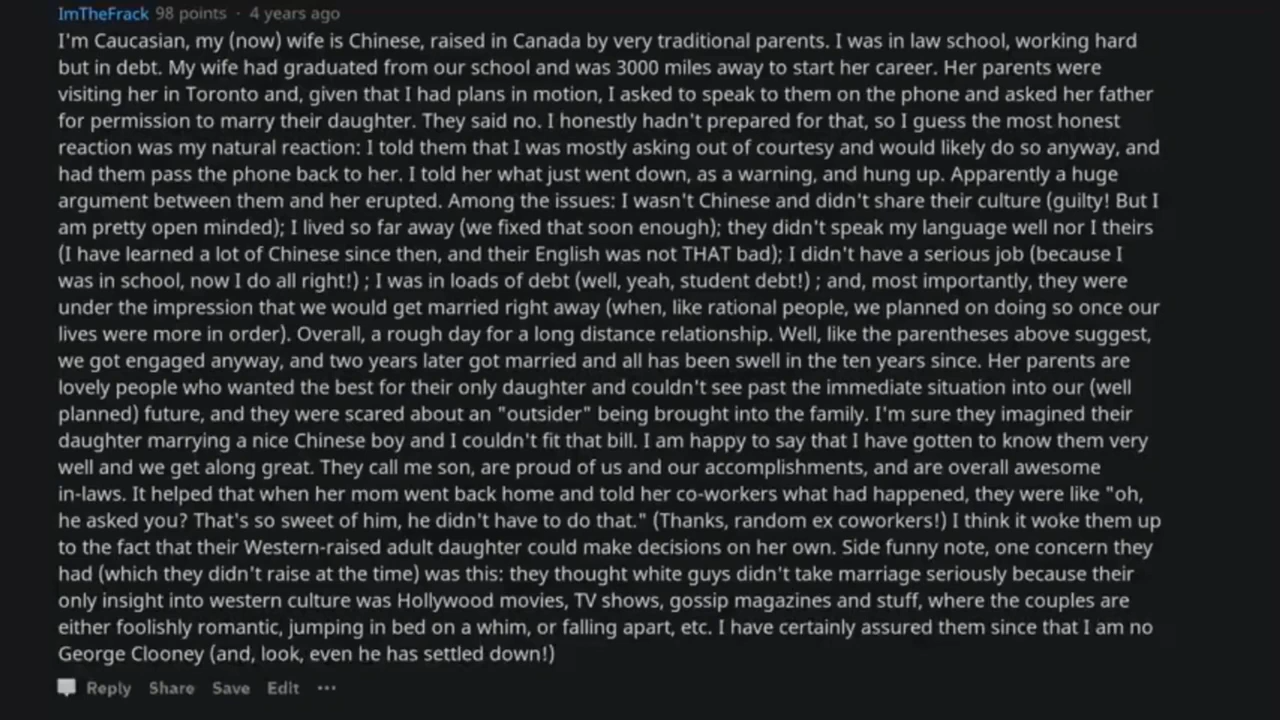 ImTheFrack 98 points · 4 years ago
I'm Caucasian, my (now) wife is Chinese, raised in Canada by very traditional parents. I was in law school, working hard
but in debt. My wife had graduated from our school and was 3000 miles away to start her career. Her parents were
visiting her in Toronto and, given that I had plans in motion, I asked to speak to them on the phone and asked her father
for permission to marry their daughter. They said no. I honestly hadn't prepared for that, so I guess the most honest
reaction was my natural reaction: I told them that I was mostly asking out of courtesy and would likely do so anyway, and
had them pass the phone back to her. I told her what just went down, as a warning, and hung up. Apparently a huge
argument between them and her erupted. Among the issues: I wasn't Chinese and didn't share their culture (guilty! But I
am pretty open minded); I lived so far away (we fixed that soon enough); they didn't speak my language well nor I theirs
(I have learned a lot of Chinese since then, and their English was not THAT bad); I didn't have a serious job (because I
was in school, now I do all right!) ; I was in loads of debt (well, yeah, student debt!) ; and, most importantly, they were
under the impression that we would get married right away (when, like rational people, we planned on doing so once our
lives were more in order). Overall, a rough day for a long distance relationship. Well, like the parentheses above suggest,
we got engaged anyway, and two years later got married and all has been swell in the ten years since. Her parents are
lovely people who wanted the best for their only daughter and couldn't see past the immediate situation into our (well
planned) future, and they were scared about an "outsider" being brought into the family. I'm sure they imagined their
daughter marrying a nice Chinese boy and I couldn't fit that bill. I am happy to say that I have gotten to know them very
well and we get along great. They call me son, are proud of us and our accomplishments, and are overall awesome
in-laws. It helped that when her mom went back home and told her co-workers what had happened, they were like "oh,
he asked you? That's so sweet of him, he didn't have to do that." (Thanks, random ex coworkers!) I think it woke them up
to the fact that their Western-raised adult daughter could make decisions on her own. Side funny note, one concern they
had (which they didn't raise at the time) was this: they thought white guys didn't take marriage seriously because their
only insight into western culture was Hollywood movies, TV shows, gossip magazines and stuff, where the couples are
either foolishly romantic, jumping in bed on a whim, or falling apart, etc. I have certainly assured them since that I am no
George Clooney (and, look, even he has settled down!)
Reply Share Save Edit ···